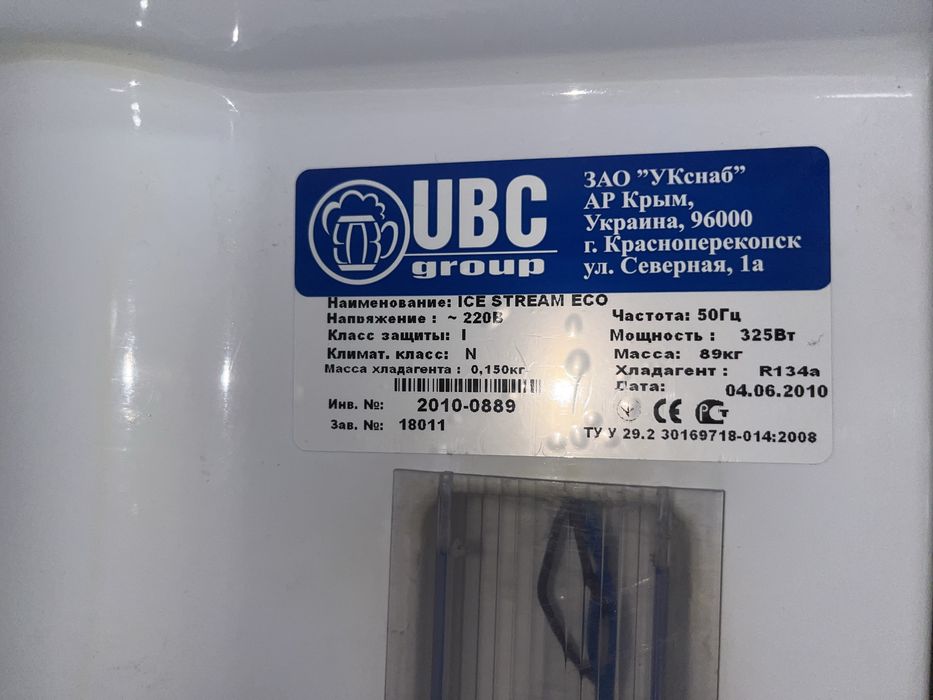 UBC
group
ЗАО "УКснаб"
АР Крым,
Украина, 96000
г. Красноперекопск
ул. Северная, 1а
Наименование: ICE STREAM ECO
Напряжение : ~ 220В
Частота: 50Гц
Класс защиты: I
Мощность : 325Вт
Климат. класс: N
Масса: 89кг
Масса хладагента : 0,150кг
Хладагент : R134a
Дата: 04.06.2010
Инв. №: 2010-0889
Зав. №: 18011
CE РСТ
ТУ У 29.2 30169718-014:2008